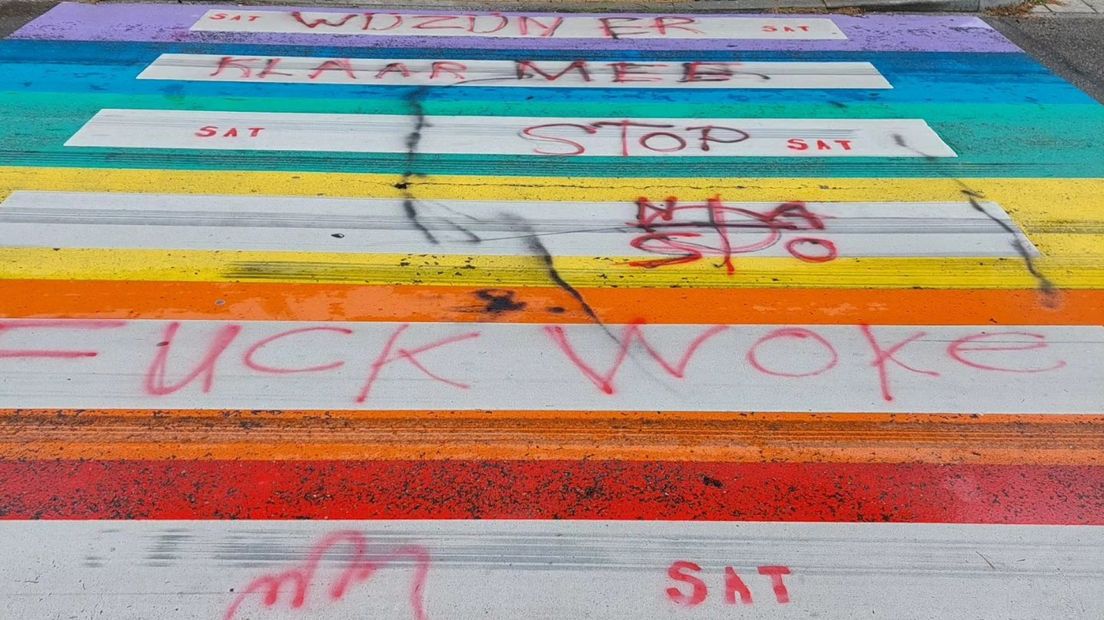 SAT WIJ ZIJN ER SAT
KLAAR MEE
SAT STOP SAT
FUCK WOKE
SAT